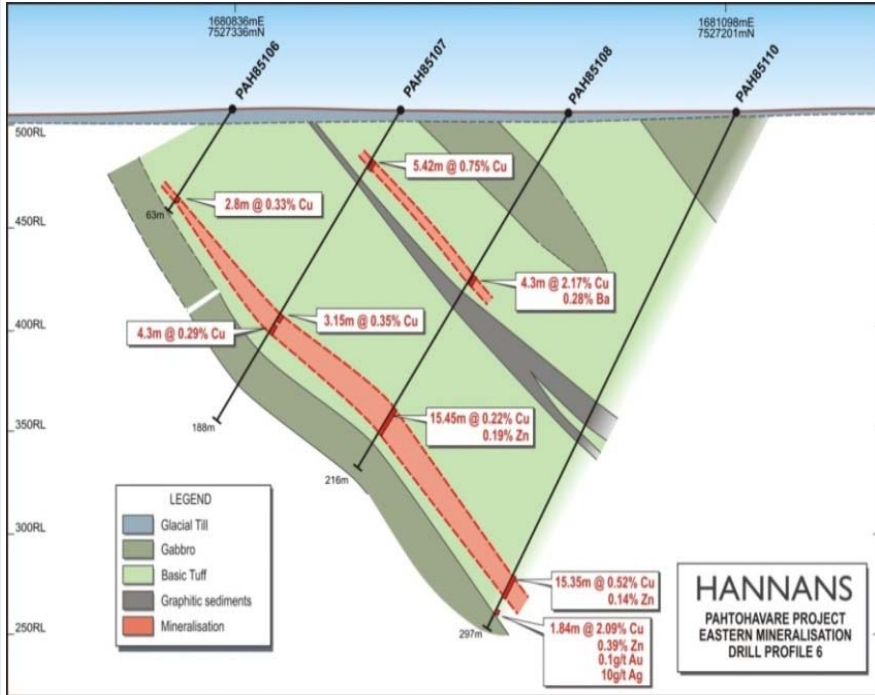 1680836mE
7527336mN
1681098mE
7527201mN
PAH85106
PAH85107
PAH85108
PAH85110
500RL
450RL
400RL
350RL
300RL
250RL
5.42m @ 0.75% Cu
2.8m @ 0.33% Cu
63m
4.3m @ 2.17% Cu
0.28% Ba
3.15m @ 0.35% Cu
4.3m @ 0.29% Cu
15.45m @ 0.22% Cu
0.19% Zn
188m
216m
15.35m @ 0.52% Cu
0.14% Zn
1.84m @ 2.09% Cu
0.39% Zn
0.1g/t Au
10g/t Ag
297m
LEGEND
Glacial Till
Gabbro
Basic Tuff
Graphitic sediments
Mineralisation
HANNANS
PAHTOHAVARE PROJECT
EASTERN MINERALISATION
DRILL PROFILE 6